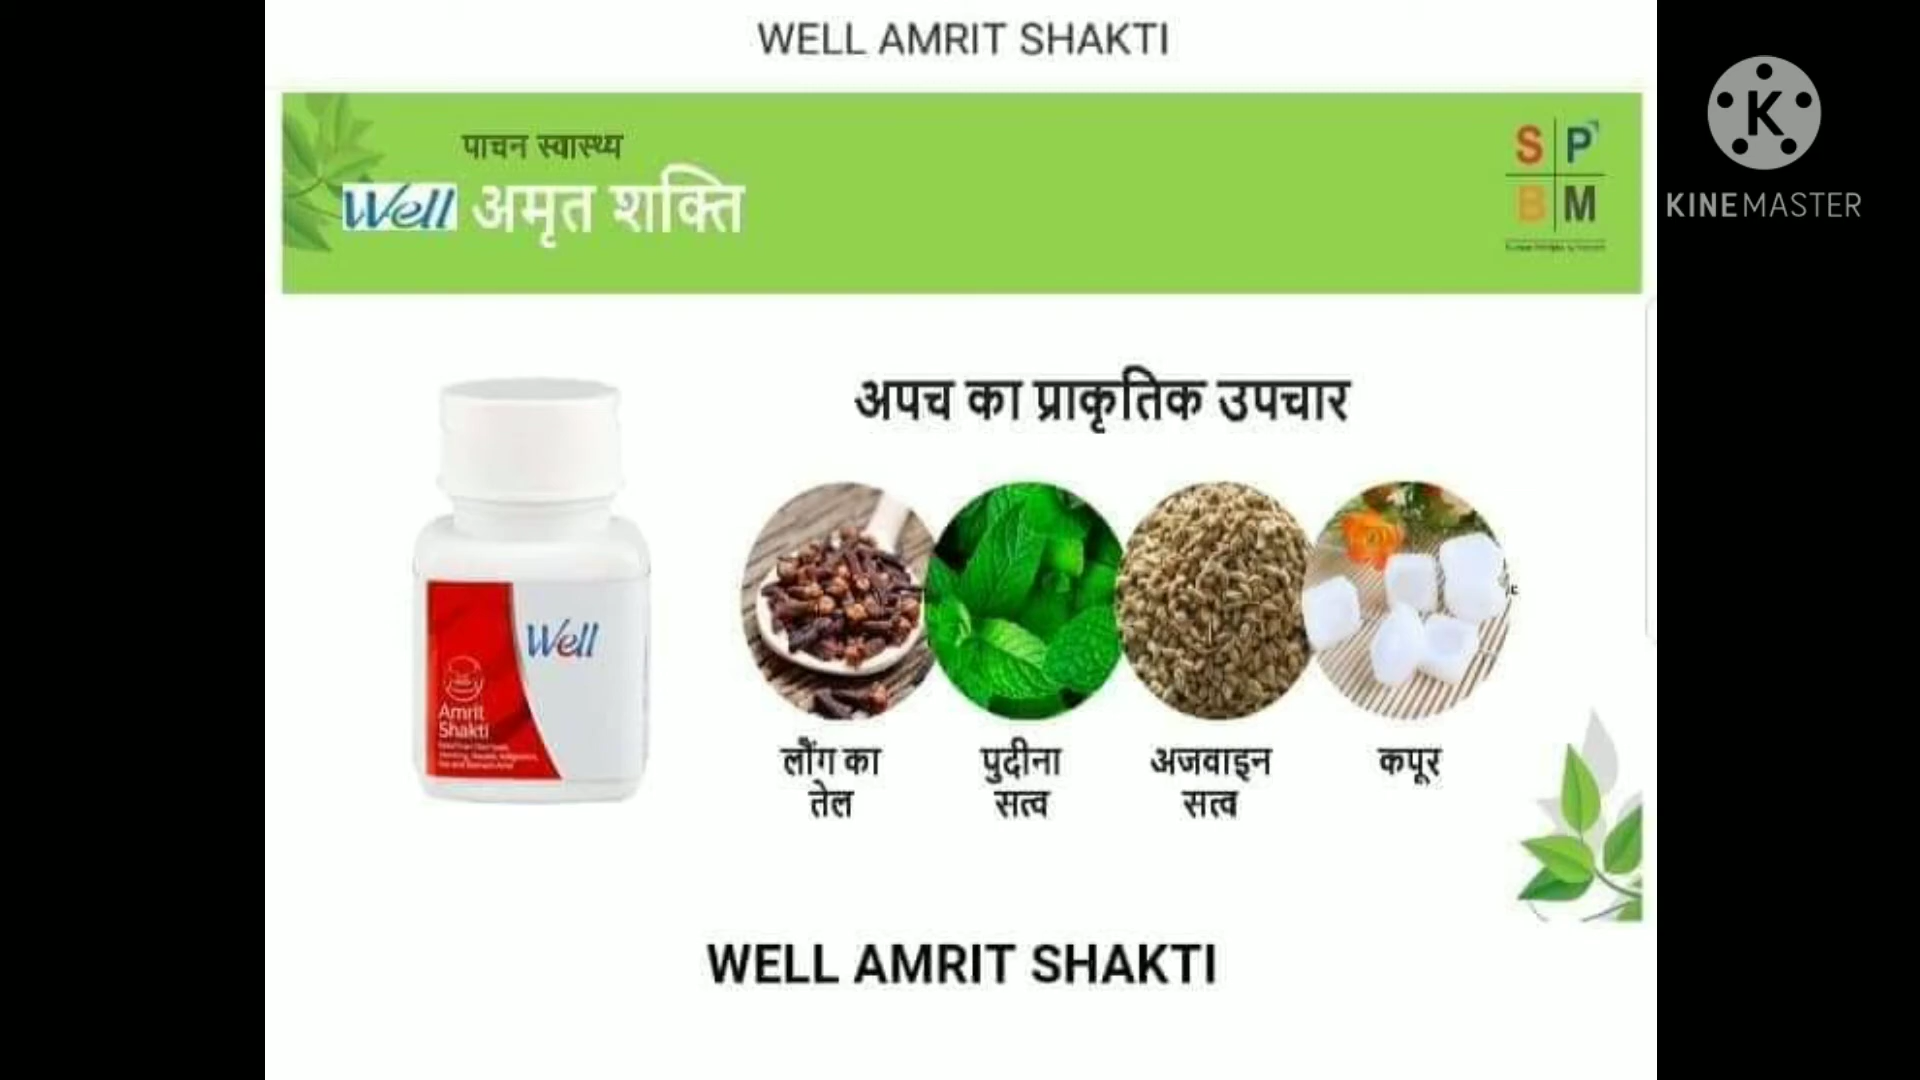 WELL AMRIT SHAKTI
पाचन स्वास्थ्य
Well अमृत शक्ति
S P
B M
K
KINEMASTER
अपच का प्राकृतिक उपचार
Well
Amrit
Shakti
लौंग का
तेल
पुदीना
सत्व
अजवाइन
सत्व
कपूर
WELL AMRIT SHAKTI